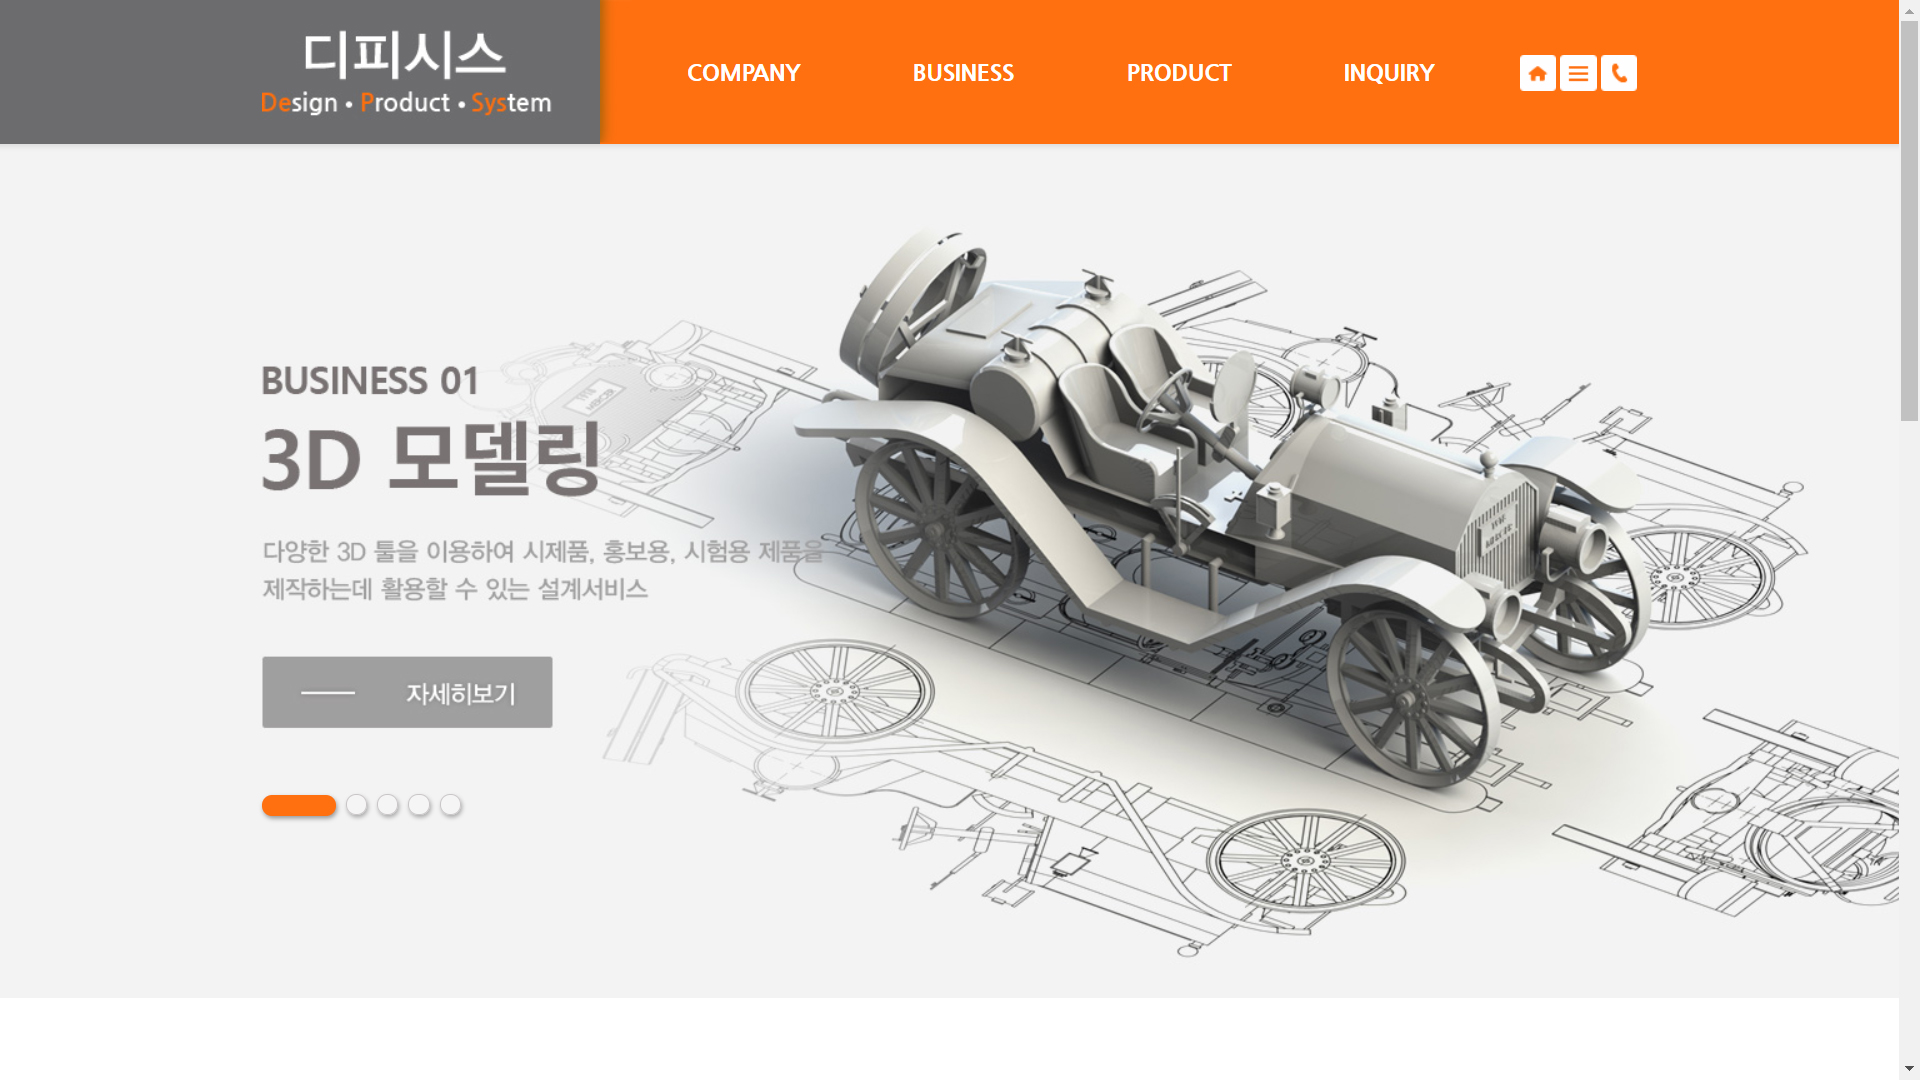 디피시스
Design • Product • System
COMPANY BUSINESS PRODUCT INQUIRY
BUSINESS 01
3D 모델링
다양한 3D 툴을 이용하여 시제품, 홍보용, 시험용 제품을
제작하는데 활용할 수 있는 설계서비스
자세히보기